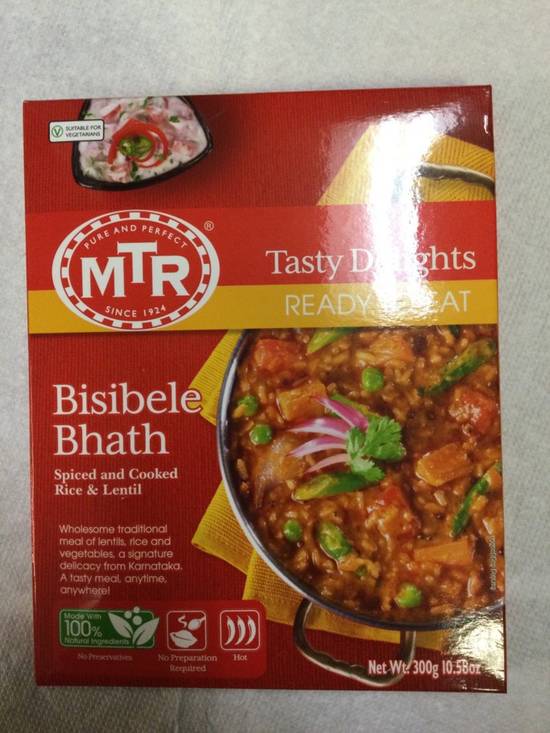 SUITABLE FOR
VEGETARIANS
PURE AND PERFECT
MTR
SINCE 1924
®
Tasty D ghts
READY EAT
Bisibele
Bhath
Spiced and Cooked
Rice & Lentil
Wholesome traditional
meal of lentils, rice and
vegetables, a signature
delicacy from Karnataka.
A tasty meal, anytime,
anywhere!
Made With
100%
Natural Ingredients
No Preservatives
No Preparation
Required
Hot
Net Wt: 300g 10.58oz